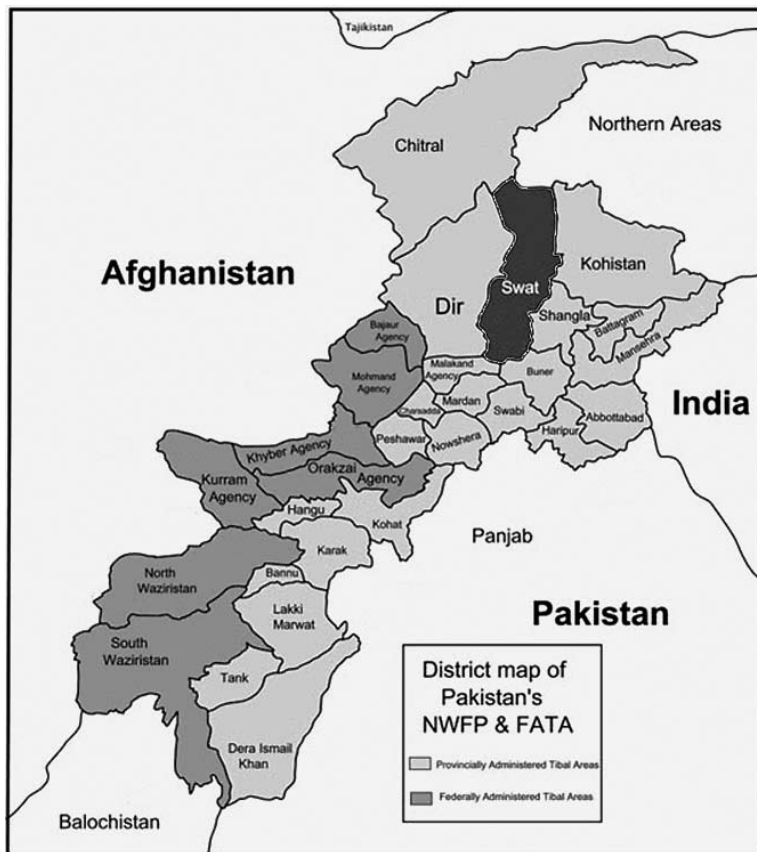 Tajikistan
Chitral
Northern Areas
Afghanistan
Kohistan
Swat
Dir
Shangla
Battagram
Mansehra
Bajaur
Agency
Malakand
Agency
Buner
Mohmand
Agency
India
Mardan
Swabi
Abbottabad
Charsadda
Haripur
Peshawar
Nowshera
Khyber Agency
Orakzai
Agency
Kurram
Agency
Hangu
Kohat
Panjab
Karak
North
Waziristan
Bannu
Pakistan
Lakki
Marwat
South
Waziristan
Tank
Dera Ismail
Khan
Balochistan
District map of
Pakistan's
NWFP & FATA
Provincially Administered Tibal Areas
Federally Administered Tibal Areas